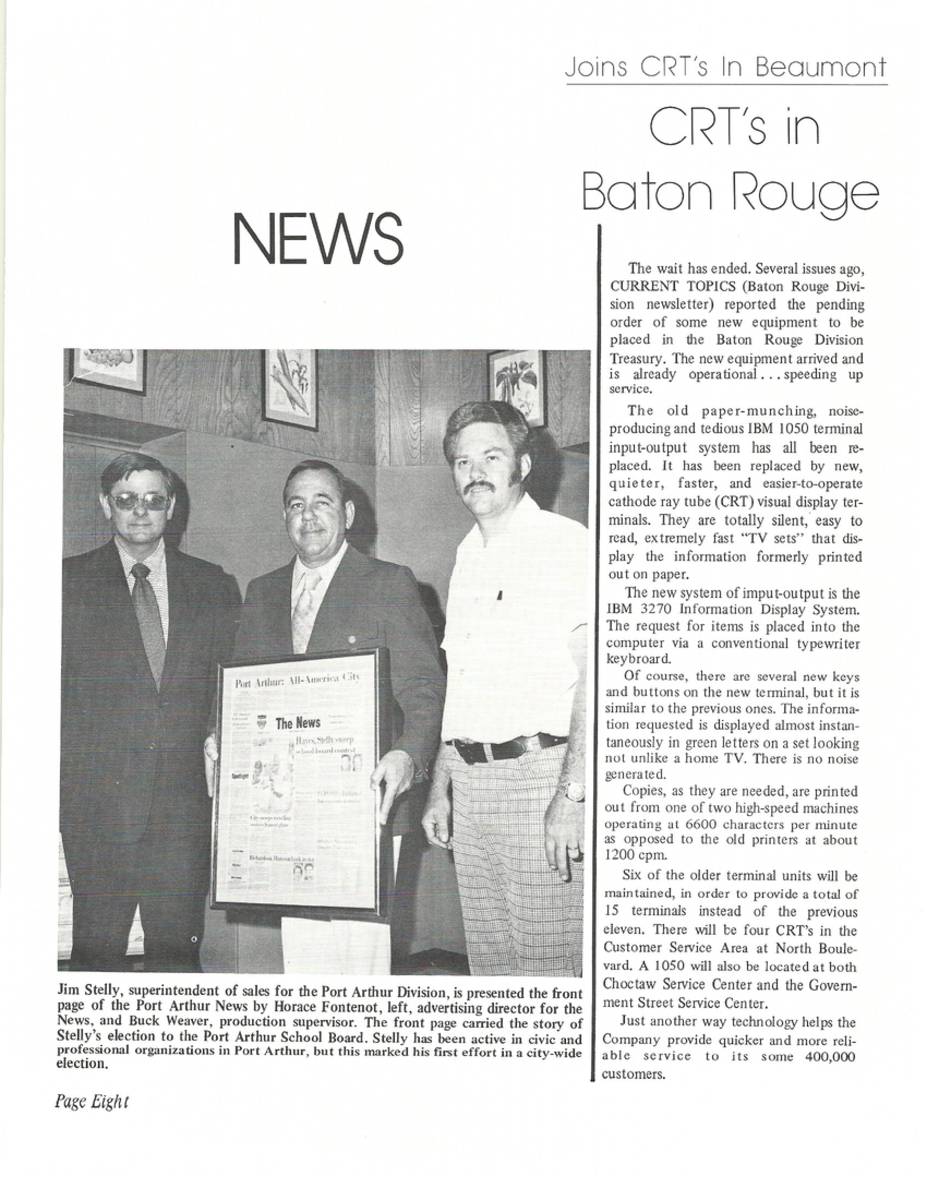 Joins CRT's In Beaumont
CRT's in
Baton Rouge
NEWS
The wait has ended. Several issues ago,
CURRENT TOPICS (Baton Rouge Divi-
sion newsletter) reported the pending
order of some new equipment to be
placed in the Baton Rouge Division
Treasury. The new equipment arrived and
is already operational . . . speeding up
service.
The old paper-munching, noise-
producing and tedious IBM 1050 terminal
input-output system has all been re-
placed. It has been replaced by new,
quieter, faster, and easier-to-operate
cathode ray tube (CRT) visual display ter-
minals. They are totally silent, easy to
read, extremely fast "TV sets" that dis-
play the information formerly printed
out on paper.
The new system of imput-output is the
IBM 3270 Information Display System.
The request for items is placed into the
computer via a conventional typewriter
keybroard.
Of course, there are several new keys
and buttons on the new terminal, but it is
similar to the previous ones. The informa-
tion requested is displayed almost instan-
taneously in green letters on a set looking
not unlike a home TV. There is no noise
generated.
Copies, as they are needed, are printed
out from one of two high-speed machines
operating at 6600 characters per minute
as opposed to the old printers at about
1200 cpm.
Six of the older terminal units will be
maintained, in order to provide a total of
15 terminals instead of the previous
eleven. There will be four CRT's in the
Customer Service Area at North Boule-
vard. A 1050 will also be located at both
Choctaw Service Center and the Govern-
ment Street Service Center.
Just another way technology helps the
Company provide quicker and more reli-
able service to its some 400,000
customers.
Port Arthur: All-America City
The News
Hayes, Stelly sweep
school board contest
Spotlight
Jim Stelly, superintendent of sales for the Port Arthur Division, is presented the front
page of the Port Arthur News by Horace Fontenot, left, advertising director for the
News, and Buck Weaver, production supervisor. The front page carried the story of
Stelly's election to the Port Arthur School Board. Stelly has been active in civic and
professional organizations in Port Arthur, but this marked his first effort in a city-wide
election.
Page Eight